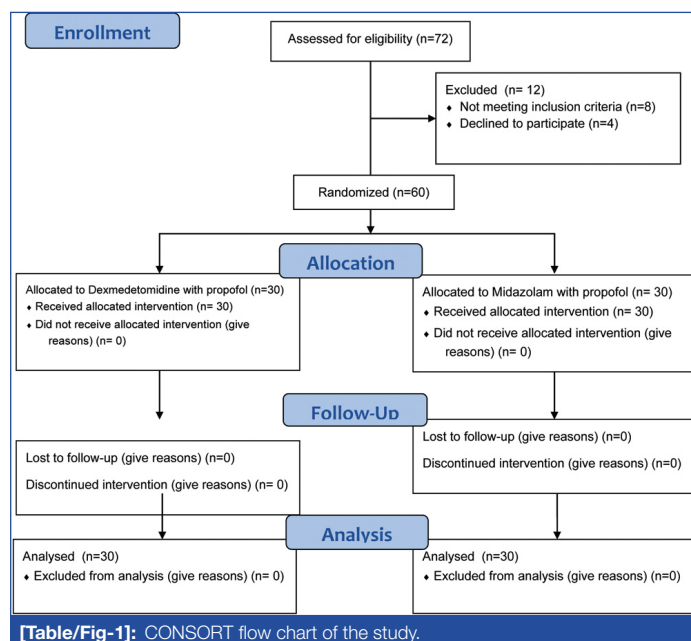 Enrollment
Assessed for eligibility (n=72)
Excluded (n= 12)
♦ Not meeting inclusion criteria (n=8)
♦ Declined to participate (n=4)
Randomized (n=60)
Allocation
Allocated to Dexmedetomidine with propofol (n=30)
♦ Received allocated intervention (n= 30)
♦ Did not receive allocated intervention (give
reasons) (n= 0)
Allocated to Midazolam with propofol (n= 30)
♦ Received allocated intervention (n= 30)
♦ Did not receive allocated intervention (give
reasons) (n= 0)
Follow-Up
Lost to follow-up (give reasons) (n=0)
Discontinued intervention (give reasons) (n= 0)
Lost to follow-up (give reasons) (n=0)
Discontinued intervention (give reasons) (n=0)
Analysis
Analysed (n=30)
♦ Excluded from analysis (give reasons) (n= 0)
Analysed (n=30)
♦ Excluded from analysis (give reasons) (n=0)
[Table/Fig-1]: CONSORT flow chart of the study.